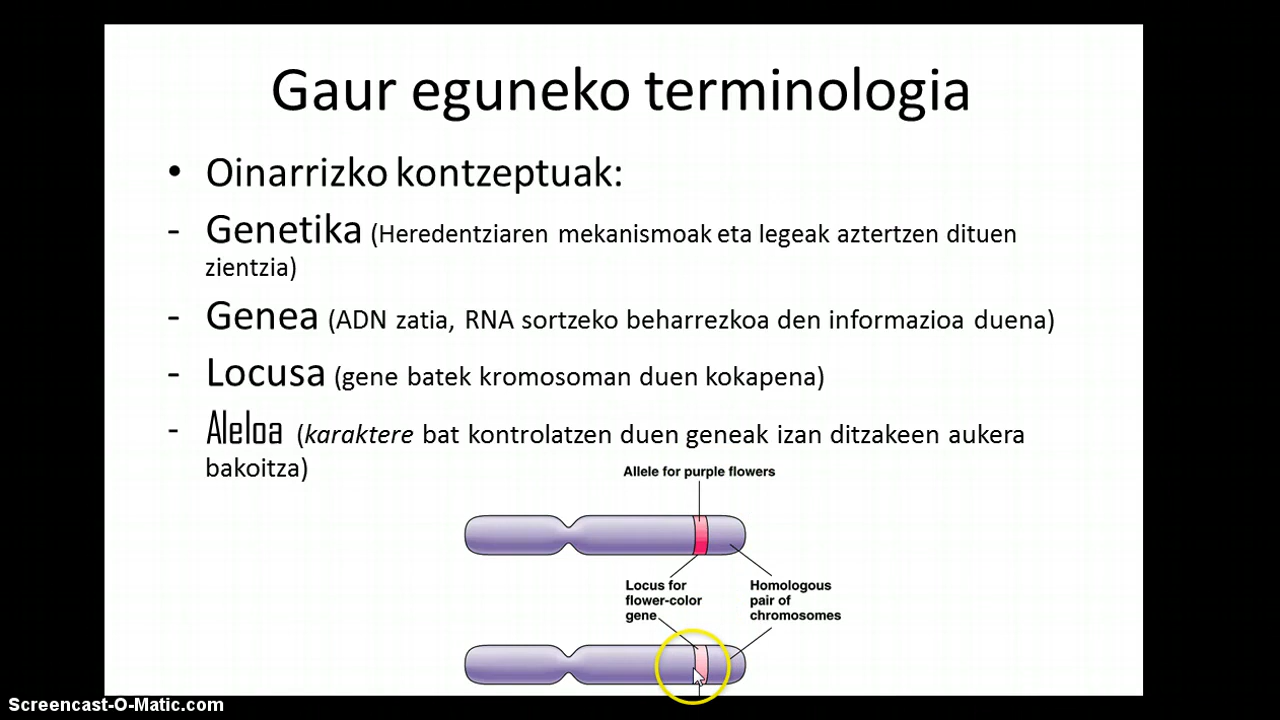 Gaur eguneko terminologia
• Oinarrizko kontzeptuak:
- Genetika (Heredentziaren mekanismoak eta legeak aztertzen dituen
zientzia)
- Genea (ADN zatia, RNA sortzeko beharrezkoa den informazioa duena)
- Locusa (gene batek kromosoman duen kokapena)
- Aleloa (karaktere bat kontrolatzen duen geneak izan ditzakeen aukera
bakoitza)
Allele for purple flowers
Locus for
flower-color
gene
Homologous
pair of
chromosomes
Screencast-O-Matic.com